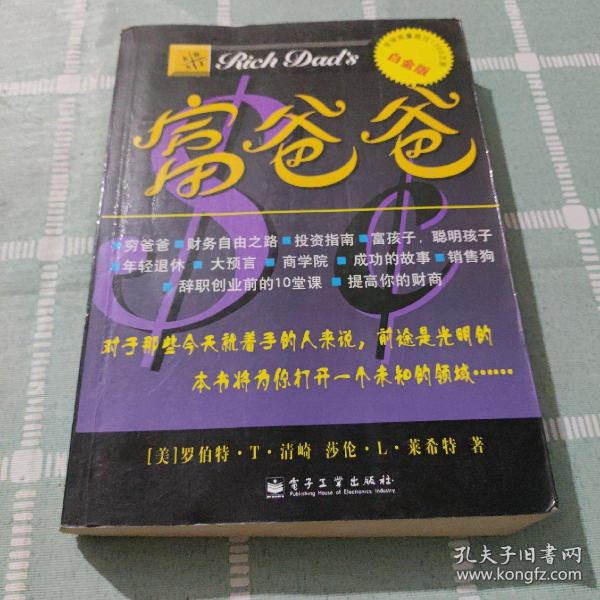 Rich Dad's
白金版
富爸爸
■穷爸爸 ■财务自由之路 ■投资指南 ■富孩子，聪明孩子
■年轻退休 ■ 大预言 ■ 商学院 ■ 成功的故事 ■销售狗
■ 辞职创业前的10堂课 ■ 提高你的财商
对于那些今天就着手的人来说，前途是光明的
本书将为你打开一个未知的领域……
[美]罗伯特·T·清崎 莎伦·L·莱希特 著
电子工业出版社
Publishing House of Electronics Industry
孔夫子旧书网
www.kongfz.com